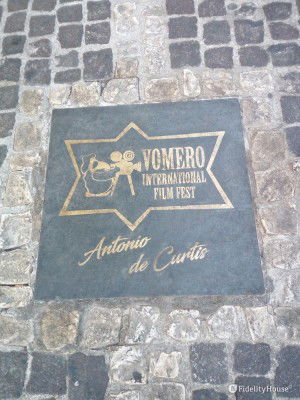 VOMERO
INTERNATIONAL
FILM FEST
Antonio
de Curtis
FidelityHouse®